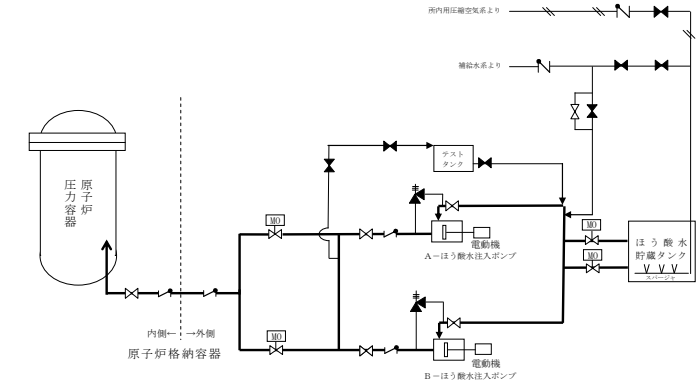 所内用圧縮空気系より
補給水系より
テスト
タンク
原子炉
圧力容器
MO
MO
MO
MO
ほう酸水
貯蔵タンク
スパージャ
電動機
A－ほう酸水注入ポンプ
内側←
→外側
原子炉格納容器
電動機
B－ほう酸水注入ポンプ